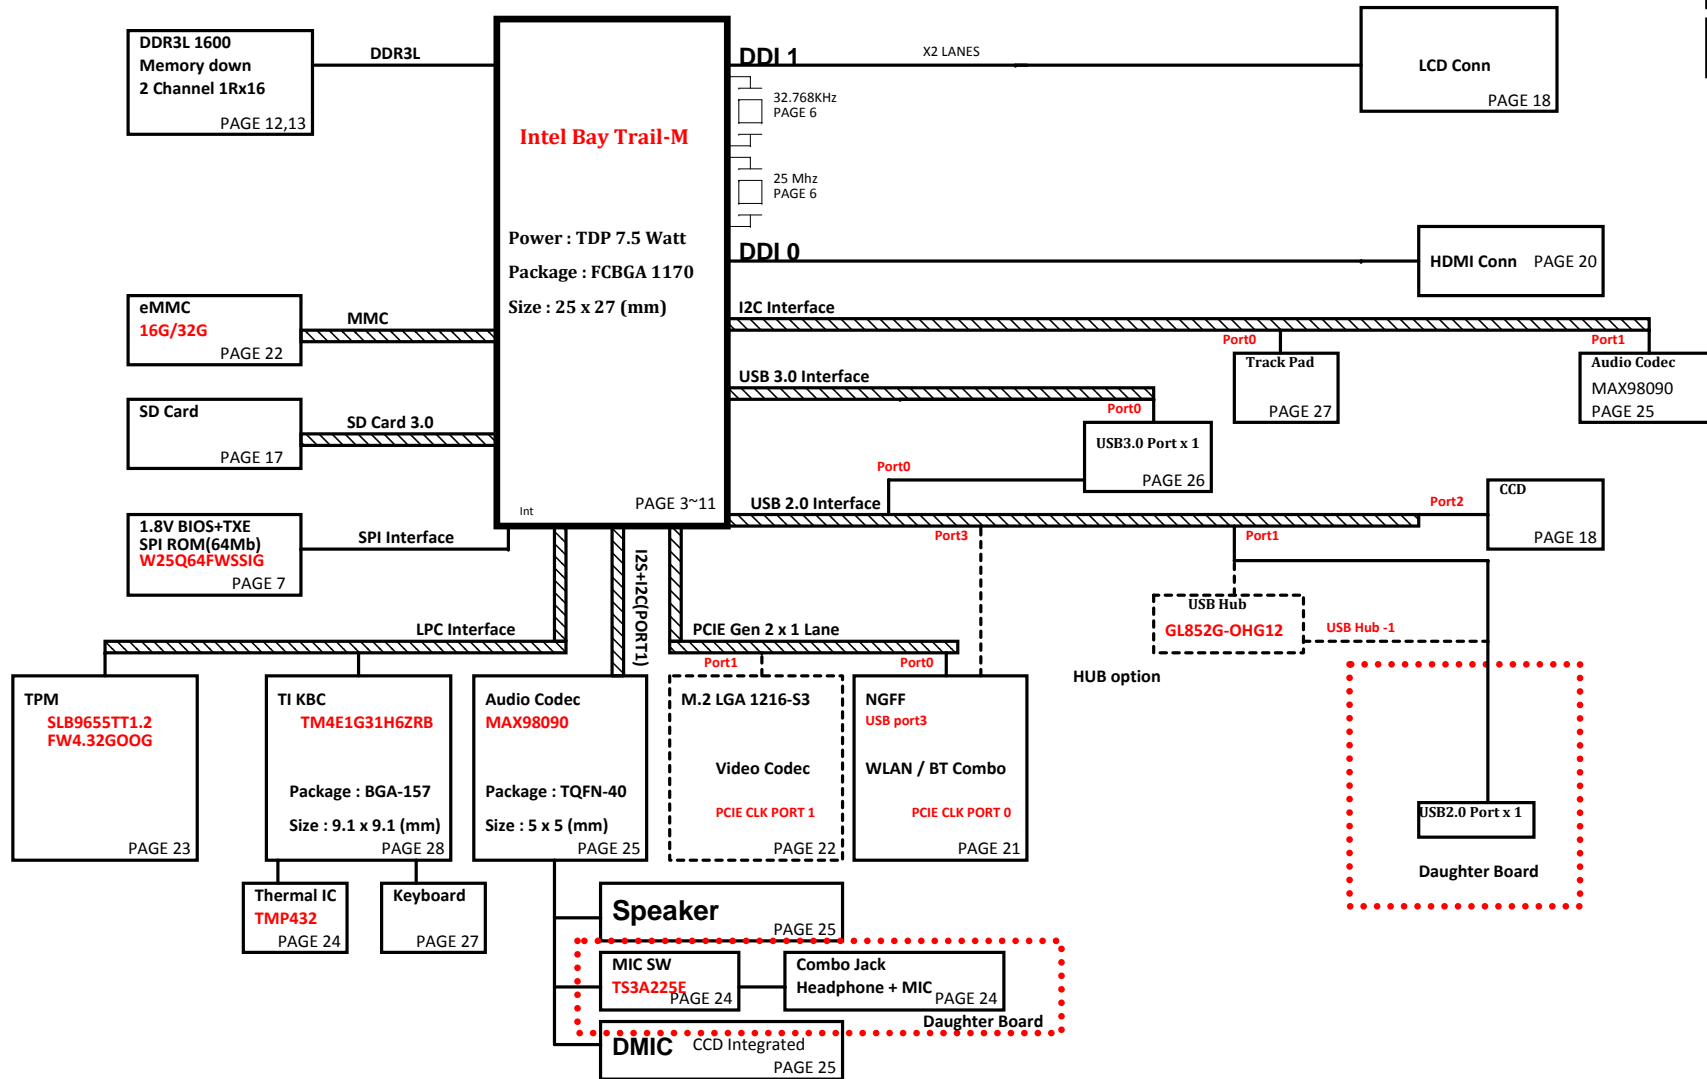 DDR3L 1600
Memory down
2 Channel 1Rx16
PAGE 12,13
DDR3L
Intel Bay Trail-M
Power : TDP 7.5 Watt
Package : FCBGA 1170
Size : 25 x 27 (mm)
PAGE 3~11
Int
DDI 1
X2 LANES
LCD Conn
PAGE 18
32.768KHz
PAGE 6
25 Mhz
PAGE 6
DDI 0
HDMI Conn PAGE 20
eMMC
16G/32G
PAGE 22
MMC
I2C Interface
Port0
Track Pad
PAGE 27
Port1
Audio Codec
MAX98090
PAGE 25
SD Card
PAGE 17
SD Card 3.0
USB 3.0 Interface
Port0
USB3.0 Port x 1
PAGE 26
Port0
USB 2.0 Interface
Port2
CCD
PAGE 18
Port3
Port1
1.8V BIOS+TXE
SPI ROM(64Mb)
W25Q64FWSSIG
PAGE 7
SPI Interface
I2S+I2C(PORT1)
USB Hub
GL852G-OHG12
USB Hub -1
HUB option
LPC Interface
PCIE Gen 2 x 1 Lane
Port1
Port0
TPM
SLB9655TT1.2
FW4.32GOOG
PAGE 23
TI KBC
TM4E1G31H6ZRB
Package : BGA-157
Size : 9.1 x 9.1 (mm)
PAGE 28
Audio Codec
MAX98090
Package : TQFN-40
Size : 5 x 5 (mm)
PAGE 25
M.2 LGA 1216-S3
Video Codec
PCIE CLK PORT 1
PAGE 22
NGFF
USB port3
WLAN / BT Combo
PCIE CLK PORT 0
PAGE 21
USB2.0 Port x 1
Daughter Board
Thermal IC
TMP432
PAGE 24
Keyboard
PAGE 27
Speaker
PAGE 25
MIC SW
TS3A225E
PAGE 24
Combo Jack
Headphone + MIC
PAGE 24
Daughter Board
DMIC CCD Integrated
PAGE 25